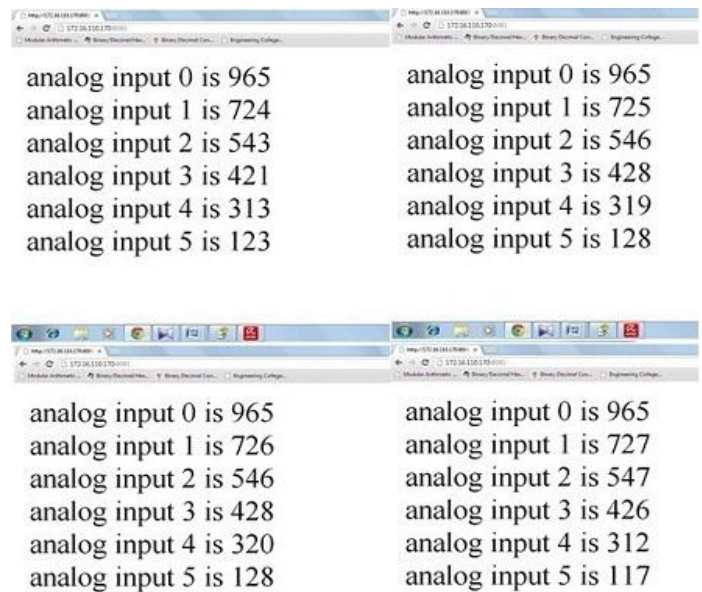 analog input 0 is 965
analog input 1 is 724
analog input 2 is 543
analog input 3 is 421
analog input 4 is 313
analog input 5 is 123
analog input 0 is 965
analog input 1 is 725
analog input 2 is 546
analog input 3 is 428
analog input 4 is 319
analog input 5 is 128
analog input 0 is 965
analog input 1 is 726
analog input 2 is 546
analog input 3 is 428
analog input 4 is 320
analog input 5 is 128
analog input 0 is 965
analog input 1 is 727
analog input 2 is 547
analog input 3 is 426
analog input 4 is 312
analog input 5 is 117